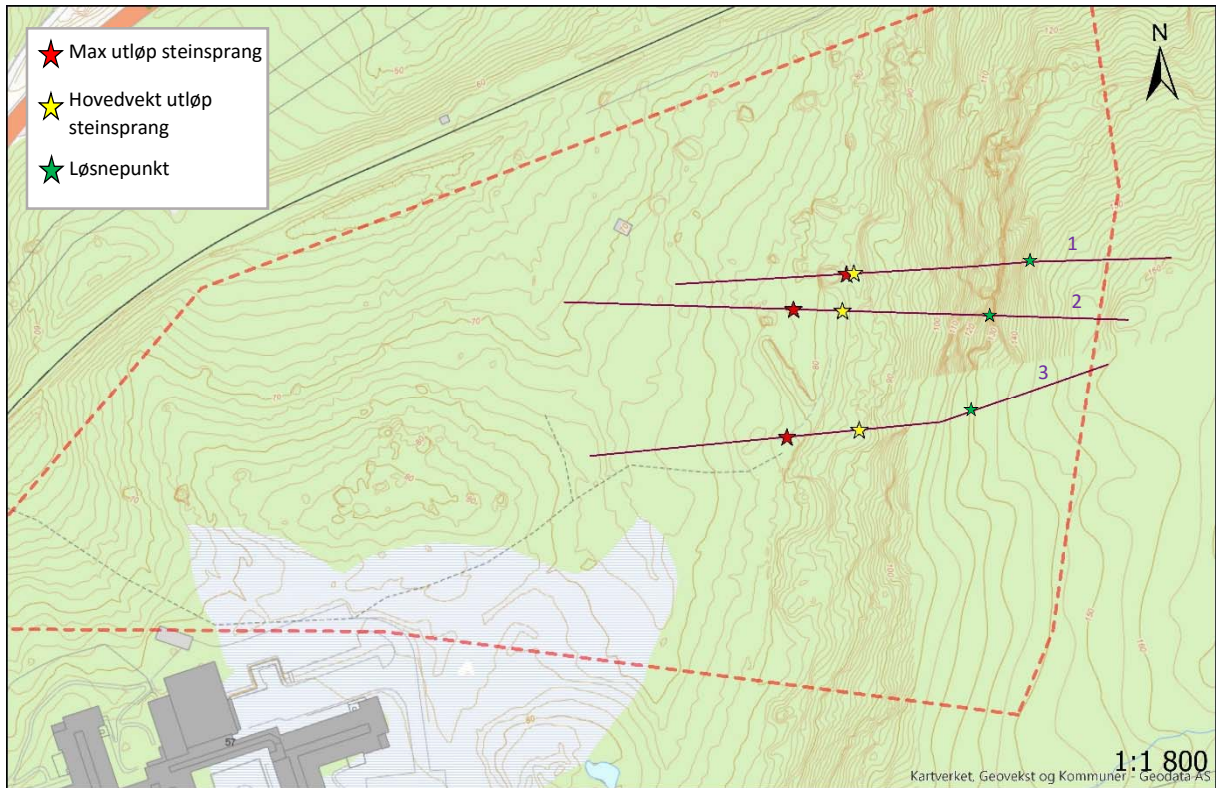 Max utløp steinsprang
Hovedvekt utløp
steinsprang
Løsnepunkt
N
1
2
3
57
1:1 800
Kartverket, Geovekst og Kommuner - Geodata AS